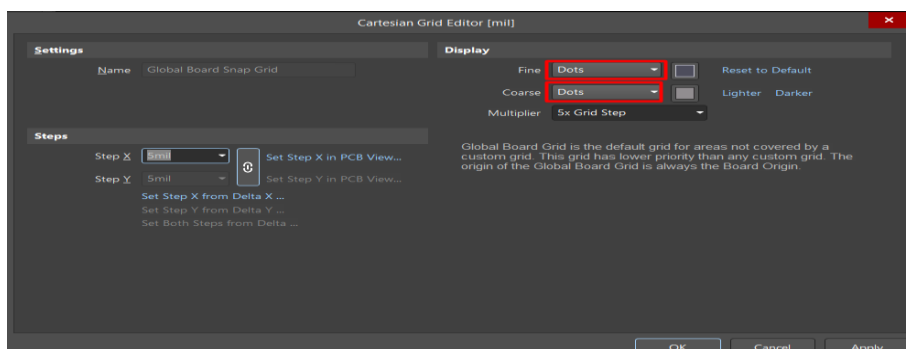 Cartesian Grid Editor [mil]
Settings
Name Global Board Snap Grid
Steps
Step X 5mil Set Step X in PCB View...
Step Y 5mil Set Step Y in PCB View...
Set Step X from Delta X ...
Set Step Y from Delta Y ...
Set Both Steps from Delta ...
Display
Fine Dots Reset to Default
Coarse Dots Lighter Darker
Multiplier 5x Grid Step
Global Board Grid is the default grid for areas not covered by a
custom grid. This grid has lower priority than any custom grid. The
origin of the Global Board Grid is always the Board Origin.
OK Cancel Apply